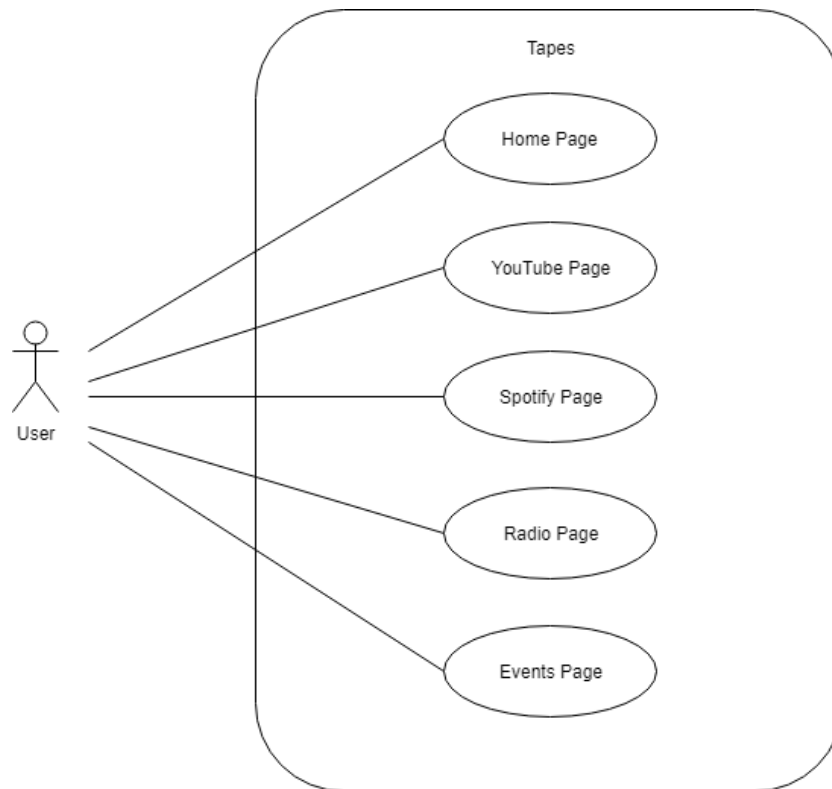 Tapes
Home Page
YouTube Page
Spotify Page
User
Radio Page
Events Page